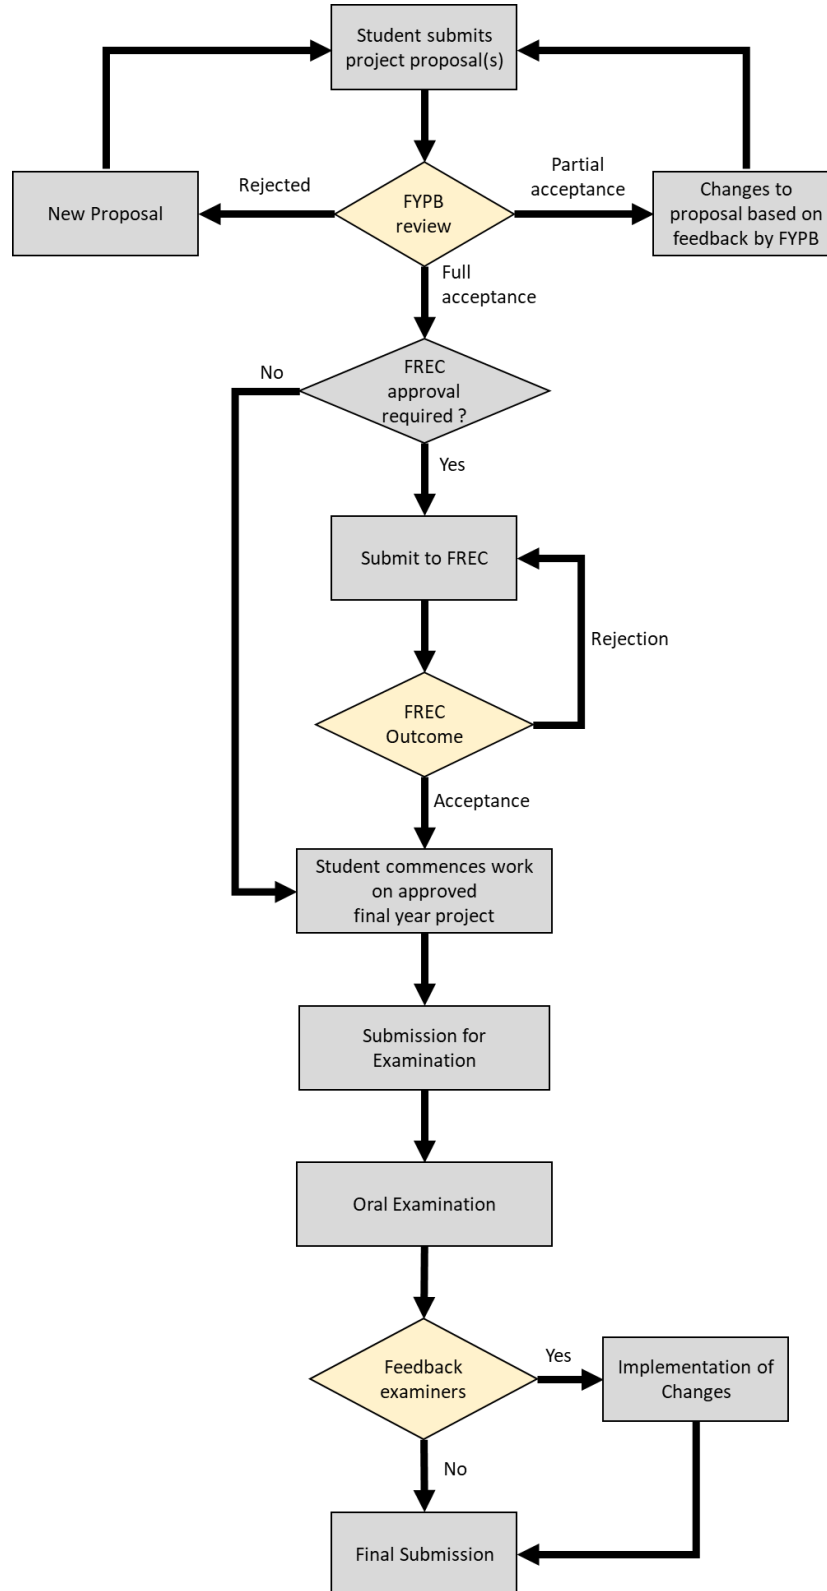 Student submits
project proposal(s)
Rejected
Partial
acceptance
New Proposal
FYPB
review
Changes to
proposal based on
feedback by FYPB
Full
acceptance
No
FREC
approval
required ?
Yes
Submit to FREC
Rejection
FREC
Outcome
Acceptance
Student commences work
on approved
final year project
Submission for
Examination
Oral Examination
Feedback
examiners
Yes
Implementation of
Changes
No
Final Submission